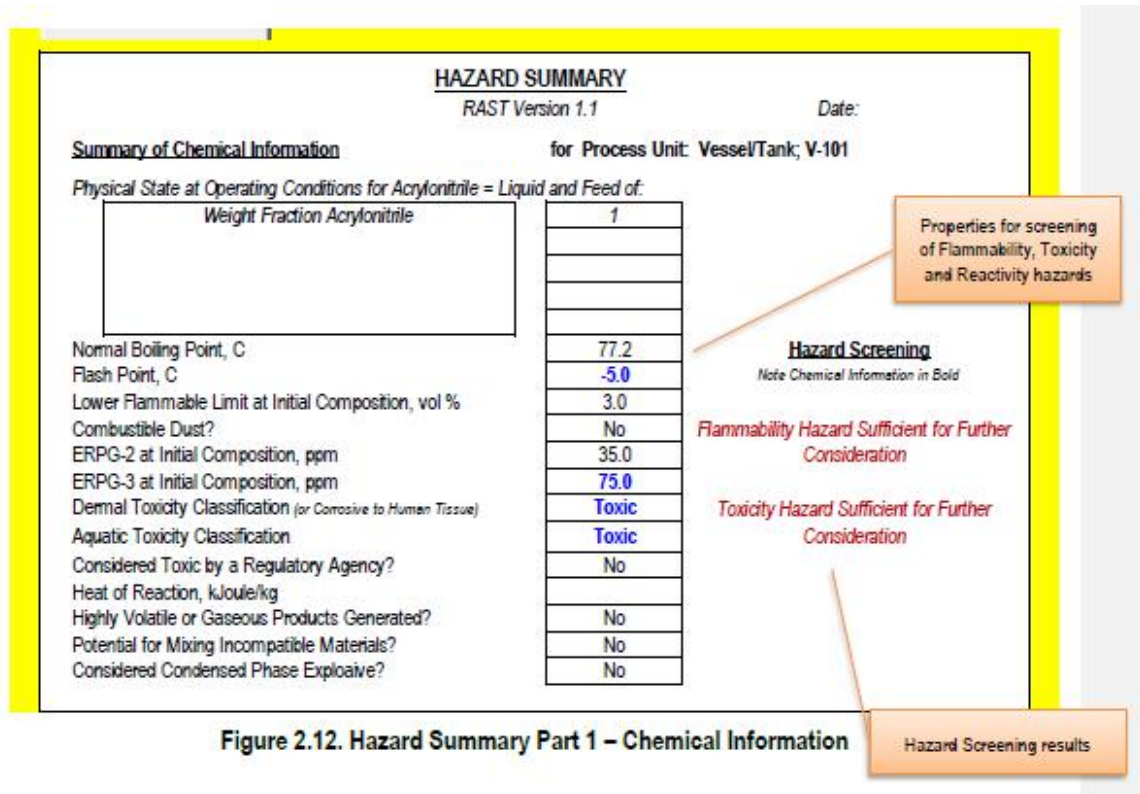 HAZARD SUMMARY
RAST Version 1.1 Date:
Summary of Chemical Information for Process Unit: Vessel/Tank; V-101
Physical State at Operating Conditions for Acrylonitrile = Liquid and Feed of:
Weight Fraction Acrylonitrile 1
Properties for screening
of Flammability, Toxicity
and Reactivity hazards
Normal Boiling Point, C 77.2 Hazard Screening
Flash Point, C -5.0 Note Chemical Information in Bold
Lower Flammable Limit at Initial Composition, vol % 3.0
Combustible Dust? No Flammability Hazard Sufficient for Further
ERPG-2 at Initial Composition, ppm 35.0 Consideration
ERPG-3 at Initial Composition, ppm 75.0
Dermal Toxicity Classification (or Corrosive to Human Tissue) Toxic Toxicity Hazard Sufficient for Further
Aquatic Toxicity Classification Toxic Consideration
Considered Toxic by a Regulatory Agency? No
Heat of Reaction, kJoule/kg
Highly Volatile or Gaseous Products Generated? No
Potential for Mixing Incompatible Materials? No
Considered Condensed Phase Exploaive? No
Figure 2.12. Hazard Summary Part 1 – Chemical Information
Hazard Screening results